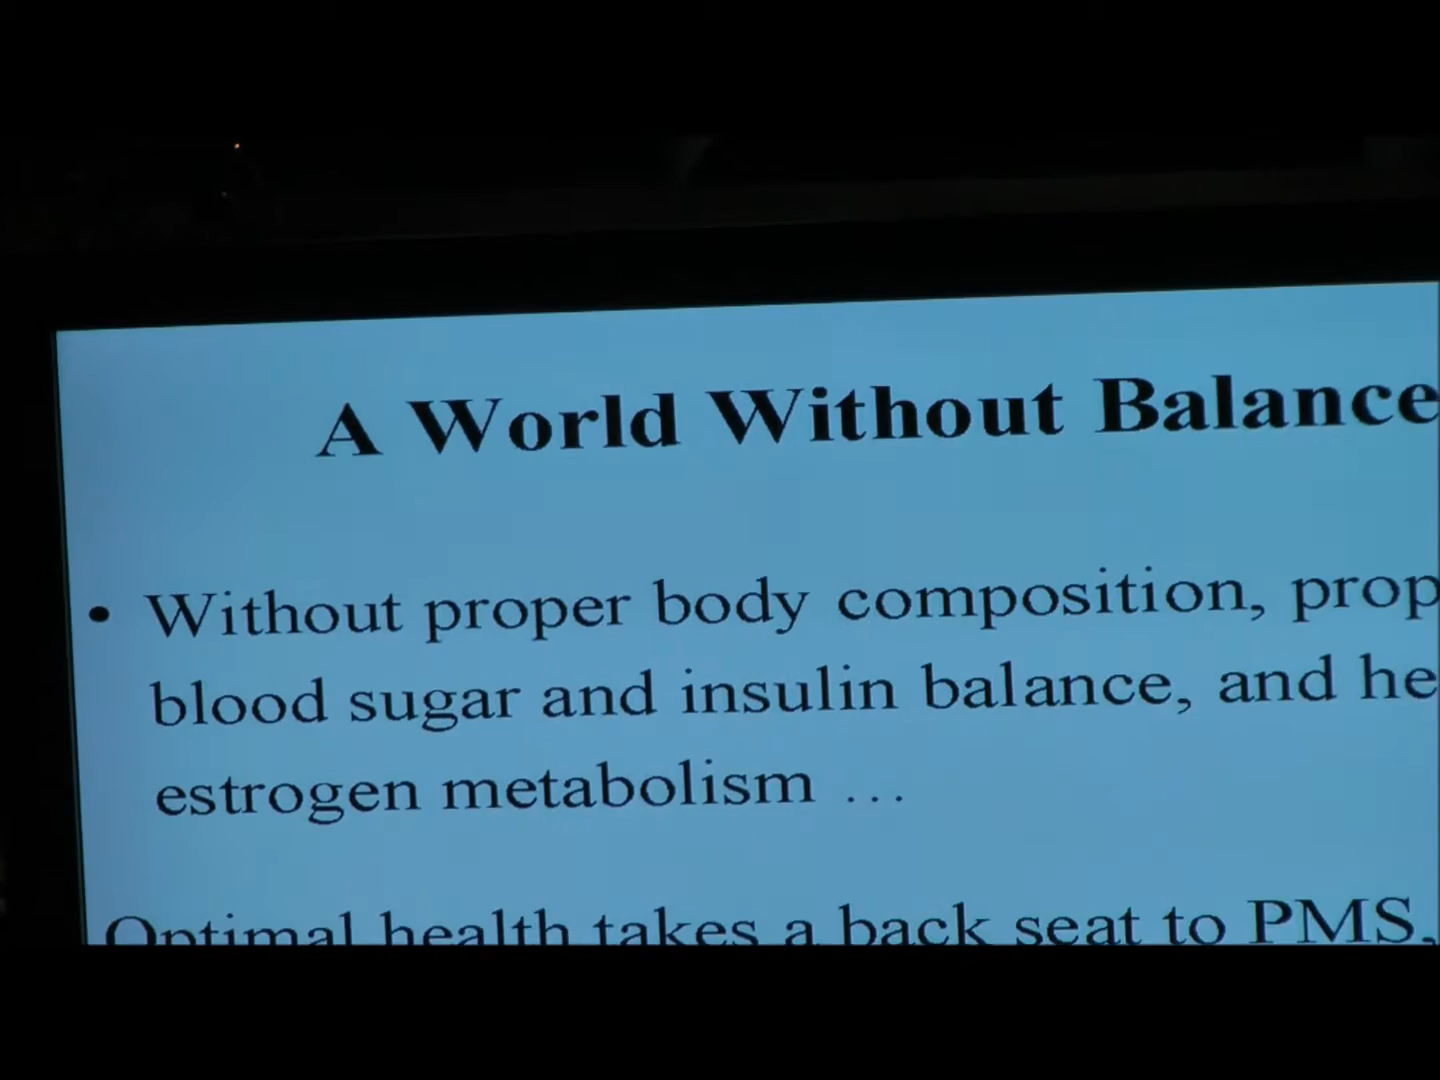 A World Without Balance
• Without proper body composition, prop
blood sugar and insulin balance, and he
estrogen metabolism ...
Optimal health takes a back seat to PMS,